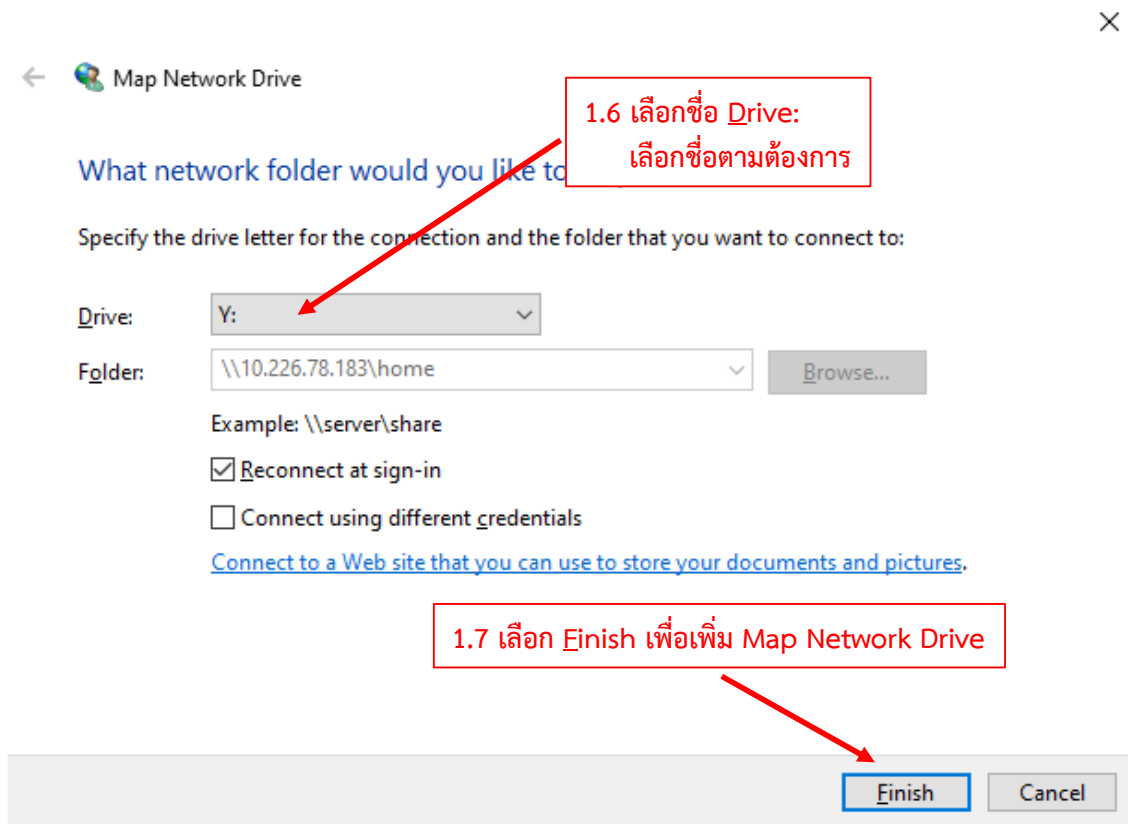 Map Network Drive
1.6 เลือกชื่อ Drive:
เลือกชื่อตามต้องการ
What network folder would you like to
Specify the drive letter for the connection and the folder that you want to connect to:
Drive:
Y:
Folder:
\\10.226.78.183\home
Browse...
Example: \\server\share
Reconnect at sign-in
Connect using different credentials
Connect to a Web site that you can use to store your documents and pictures.
1.7 เลือก Finish เพื่อเพิ่ม Map Network Drive
Finish
Cancel